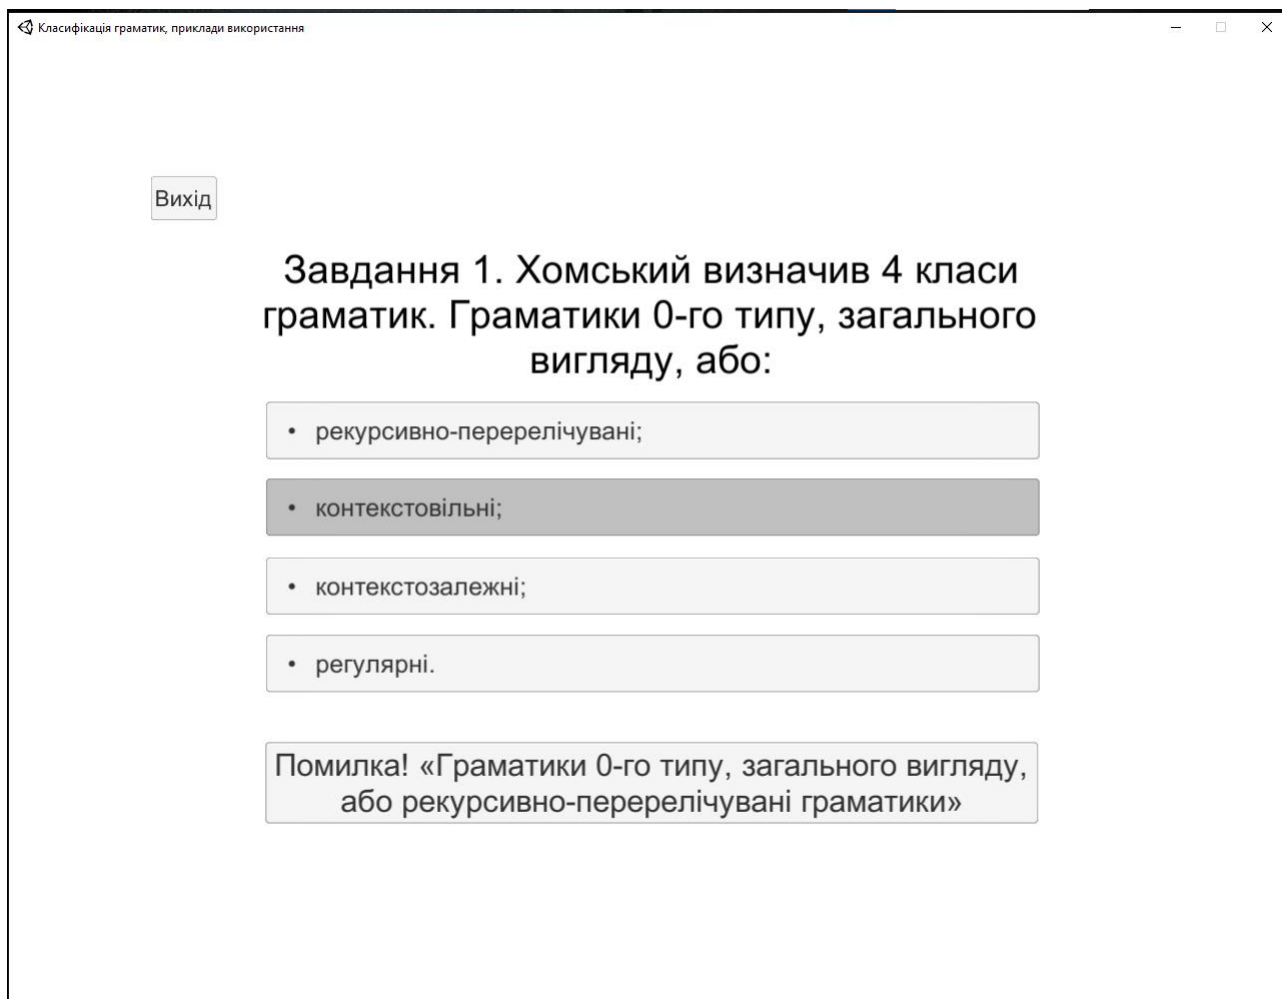 Класифікація граматик, приклади використання
Вихід
Завдання 1. Хомський визначив 4 класи
граматик. Граматики 0-го типу, загального
вигляду, або:
• рекурсивно-перерелічувані;
• контекстовільні;
• контекстозалежні;
• регулярні.
Помилка! «Граматики 0-го типу, загального вигляду,
або рекурсивно-перерелічувані граматики»